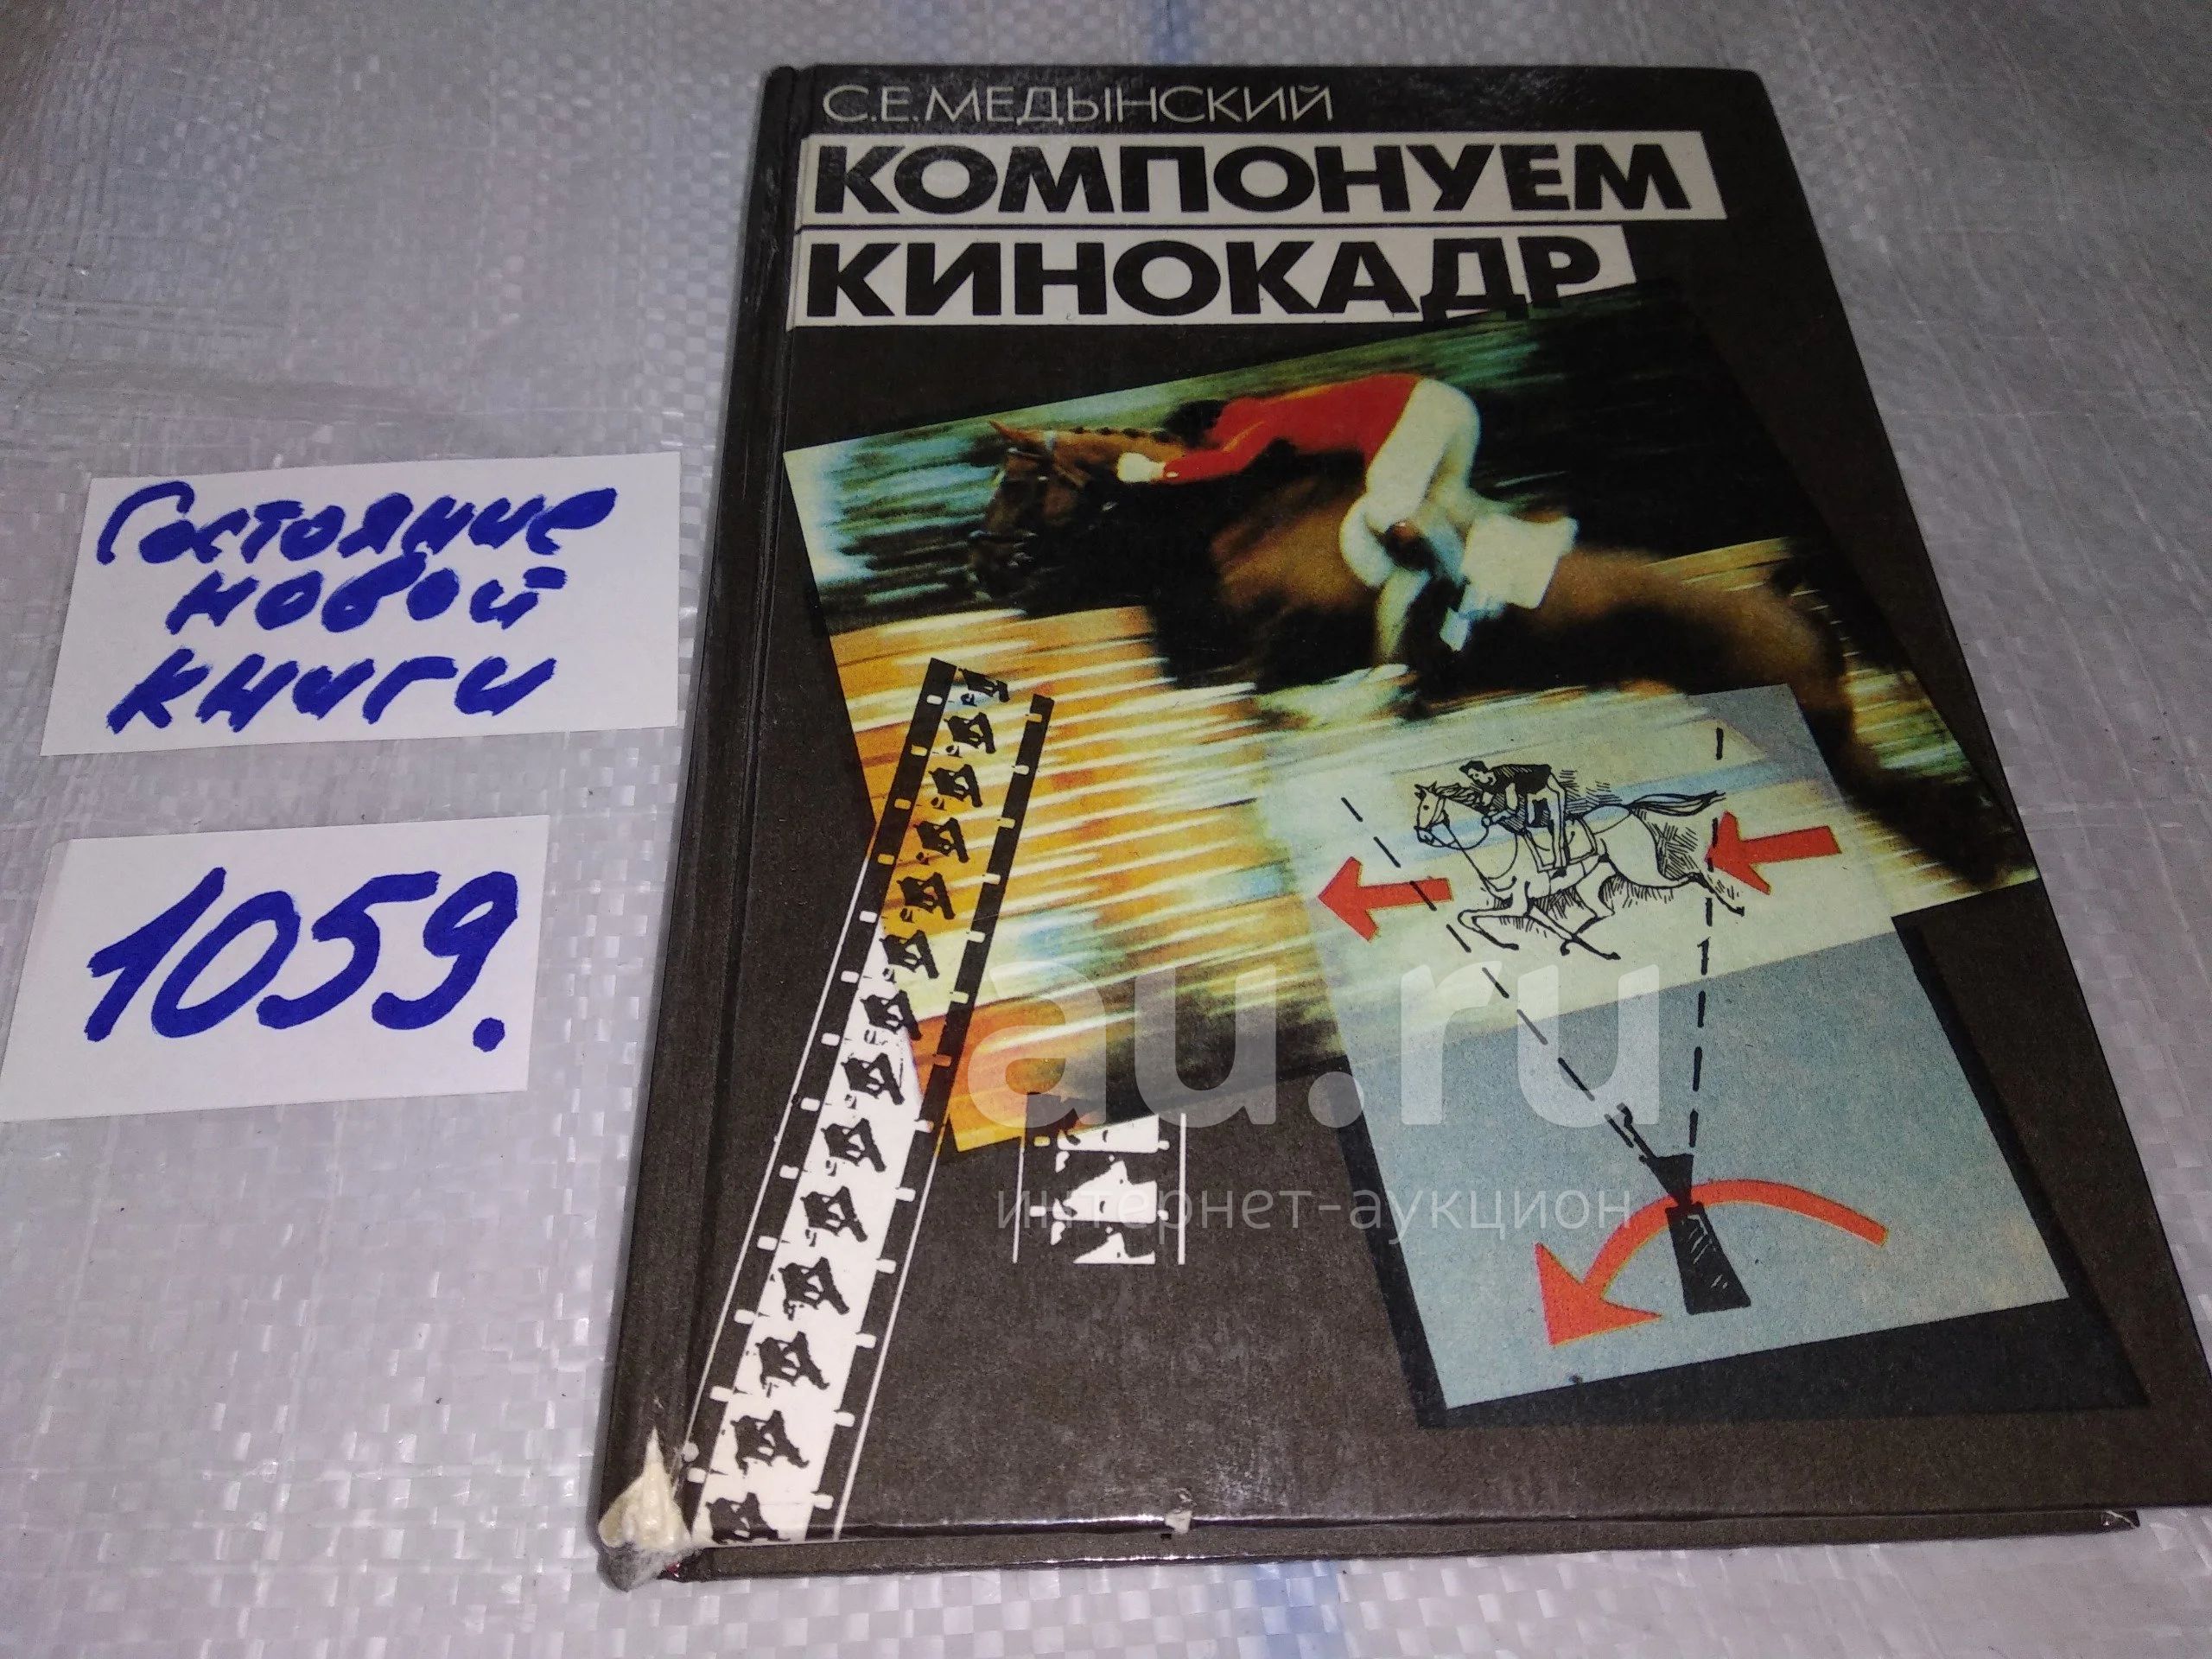 С.Е.МЕДЫНСКИЙ
КОМПОНУЕМ
КИНОКАДР
Состояние
новой
книги
1059.
au.ru
интернет-аукцион